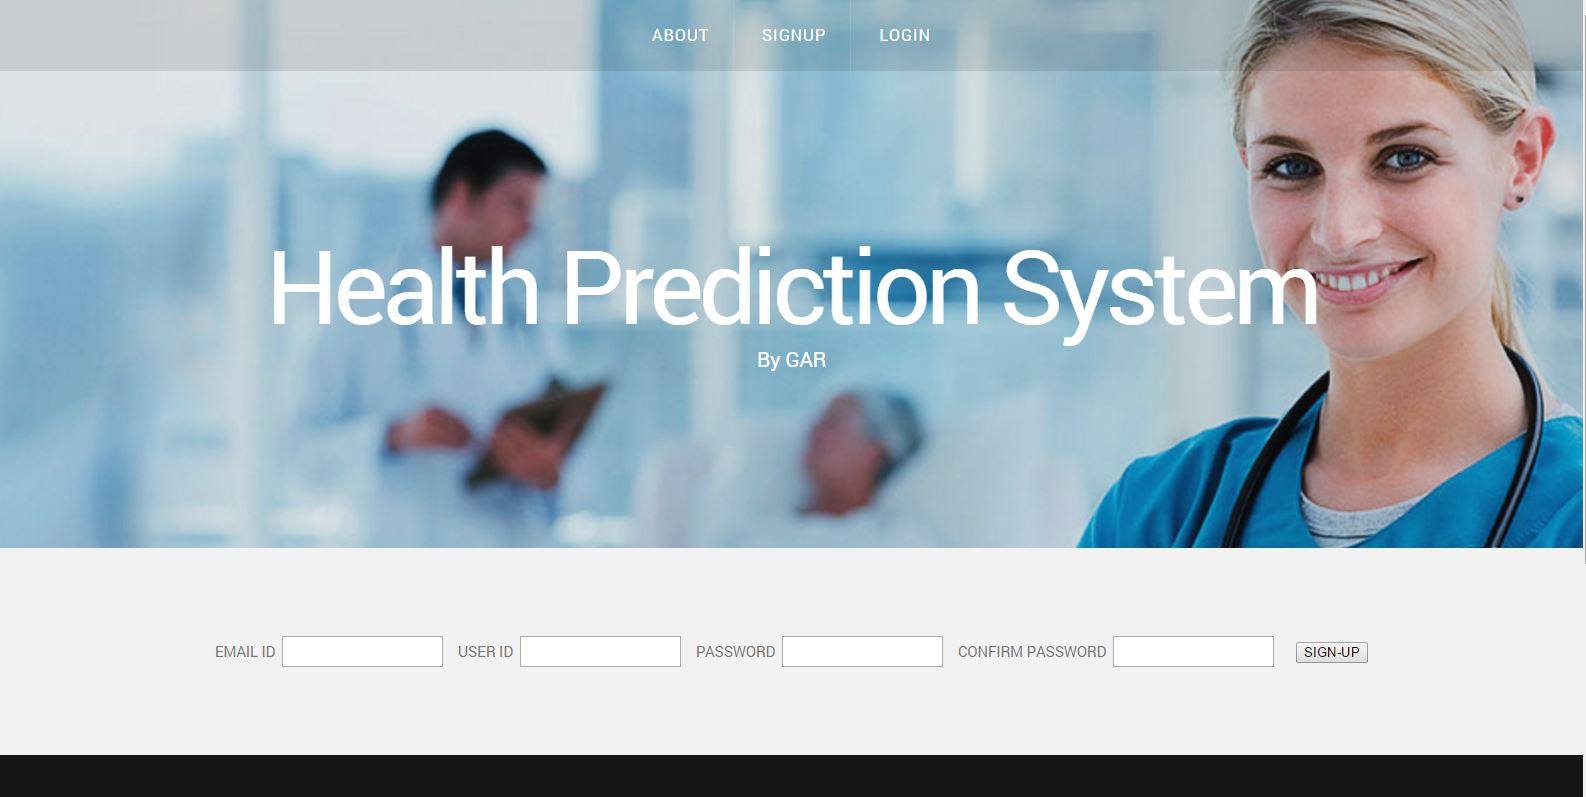 ABOUT SIGNUP LOGIN
Health Prediction System
By GAR
EMAIL ID USER ID PASSWORD CONFIRM PASSWORD SIGN-UP